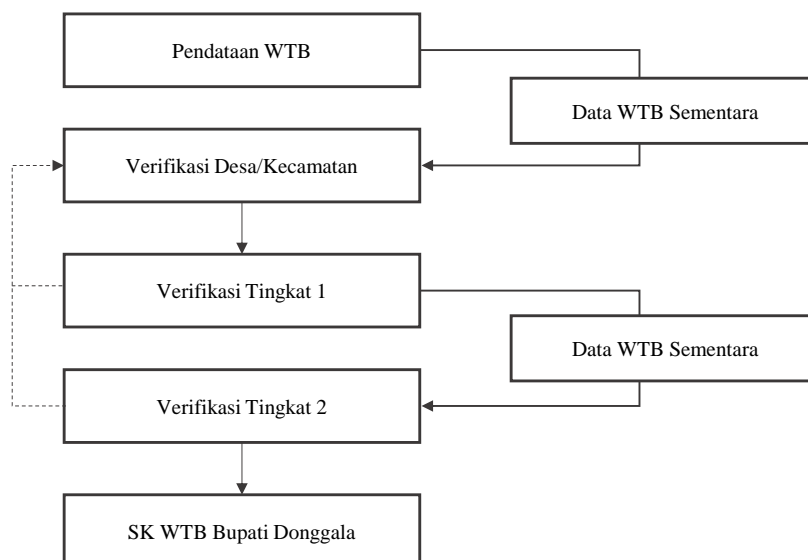 Pendataan WTB
Data WTB Sementara
Verifikasi Desa/Kecamatan
Verifikasi Tingkat 1
Data WTB Sementara
Verifikasi Tingkat 2
SK WTB Bupati Donggala